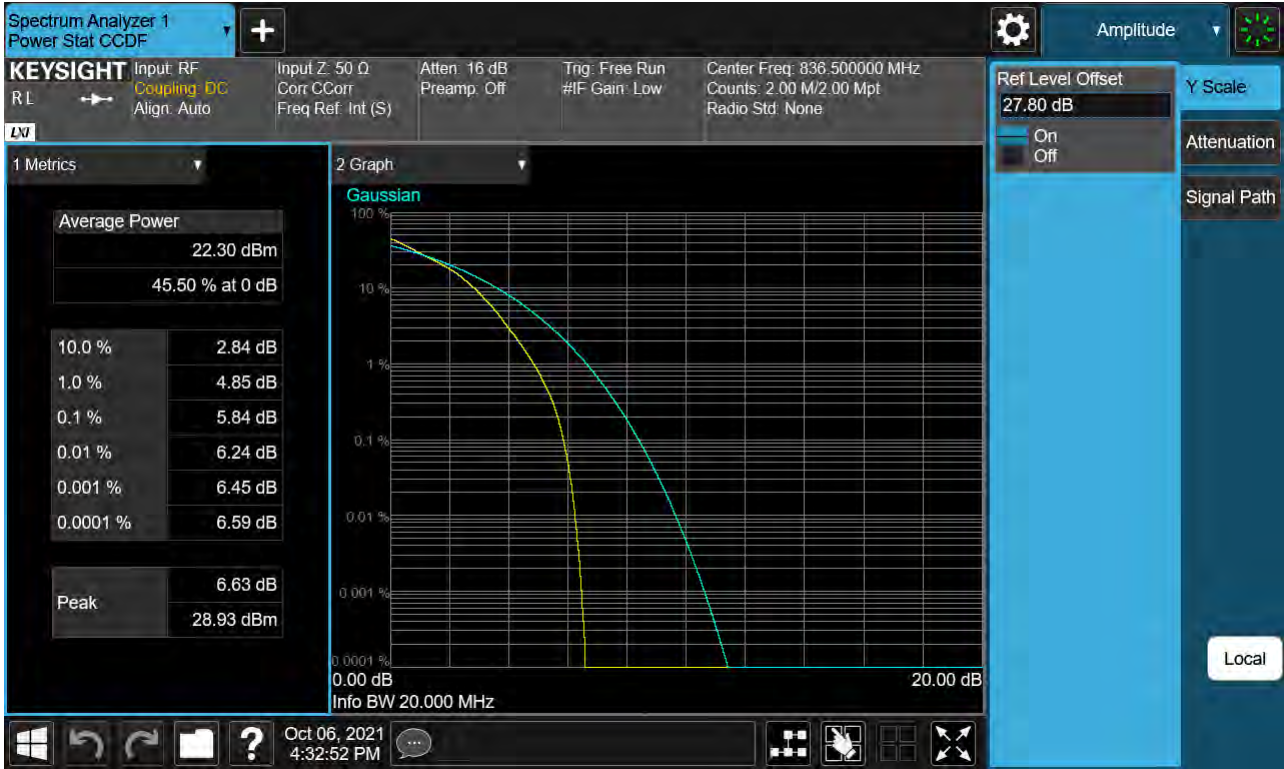 Spectrum Analyzer 1
Power Stat CCDF
Amplitude
KEYSIGHT
R L
LXI
Input: RF
Coupling: DC
Align: Auto
Input Z: 50 Ω
Corr CCorr
Freq Ref: Int (S)
Atten: 16 dB
Preamp: Off
Trig: Free Run
#IF Gain: Low
Center Freq: 836.500000 MHz
Counts: 2.00 M/2.00 Mpt
Radio Std: None
Ref Level Offset
27.80 dB
On
Off
Y Scale
Attenuation
Signal Path
1 Metrics
Average Power
22.30 dBm
45.50 % at 0 dB
10.0 % 2.84 dB
1.0 % 4.85 dB
0.1 % 5.84 dB
0.01 % 6.24 dB
0.001 % 6.45 dB
0.0001 % 6.59 dB
Peak
6.63 dB
28.93 dBm
2 Graph
Gaussian
100 %
10 %
1 %
0.1 %
0.01 %
0.001 %
0.0001 %
0.00 dB 20.00 dB
Info BW 20.000 MHz
Local
?
Oct 06, 2021
4:32:52 PM